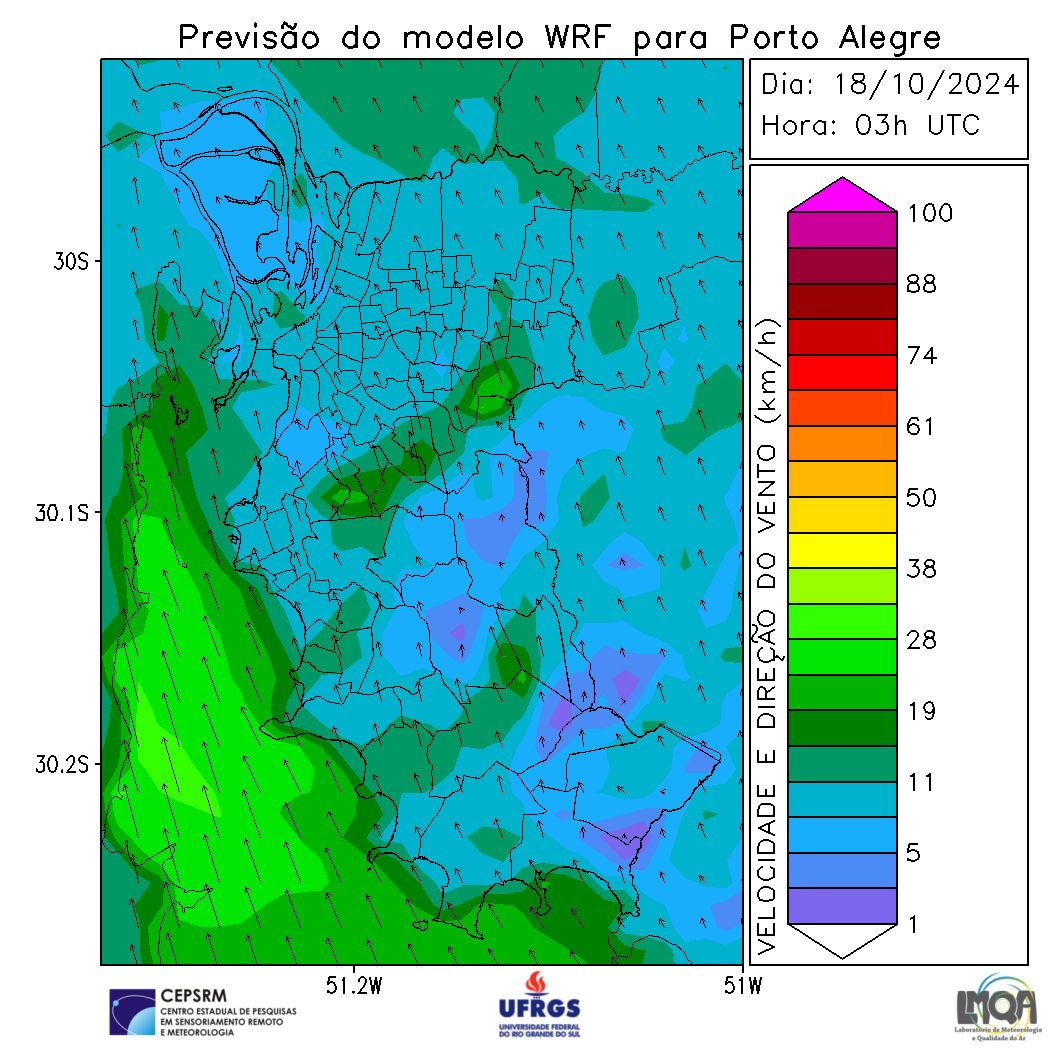 Previsão do modelo WRF para Porto Alegre
Dia: 18/10/2024
Hora: 03h UTC
30S
30.1S
30.2S
51.2W
51W
VELOCIDADE E DIREÇÃO DO VENTO (km/h)
100
88
74
61
50
38
28
19
11
5
1
CEPSRM
CENTRO ESTADUAL DE PESQUISAS
EM SENSORIAMENTO REMOTO
E METEOROLOGIA
UFRGS
UNIVERSIDADE FEDERAL
DO RIO GRANDE DO SUL
LMQA
Laboratório de Meteorologia
e Qualidade do Ar